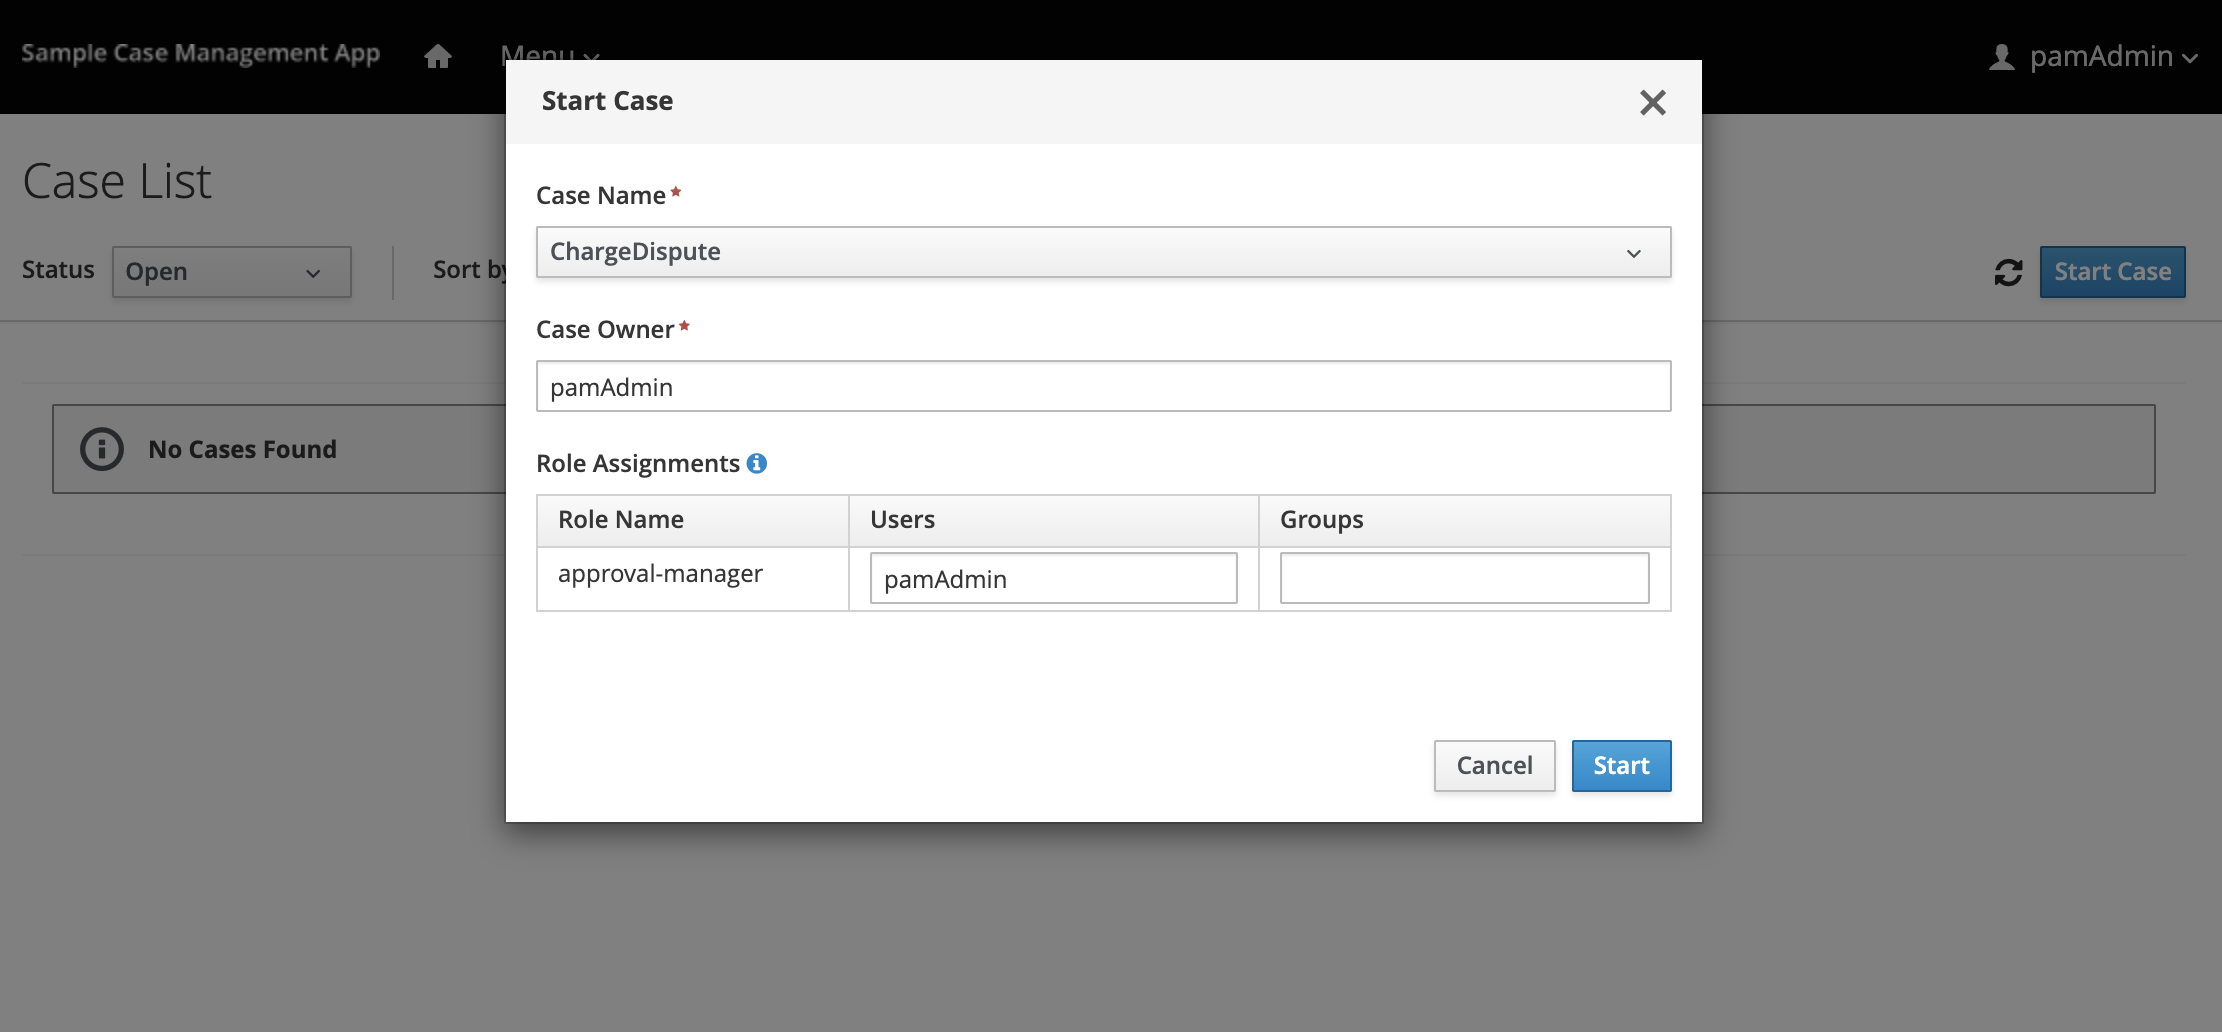 Sample Case Management App
Menu
pamAdmin
Start Case
Case List
Case Name*
ChargeDispute
Status
Open
Sort by
Start Case
Case Owner*
pamAdmin
No Cases Found
Role Assignments
Role Name Users Groups
approval-manager pamAdmin
Cancel Start